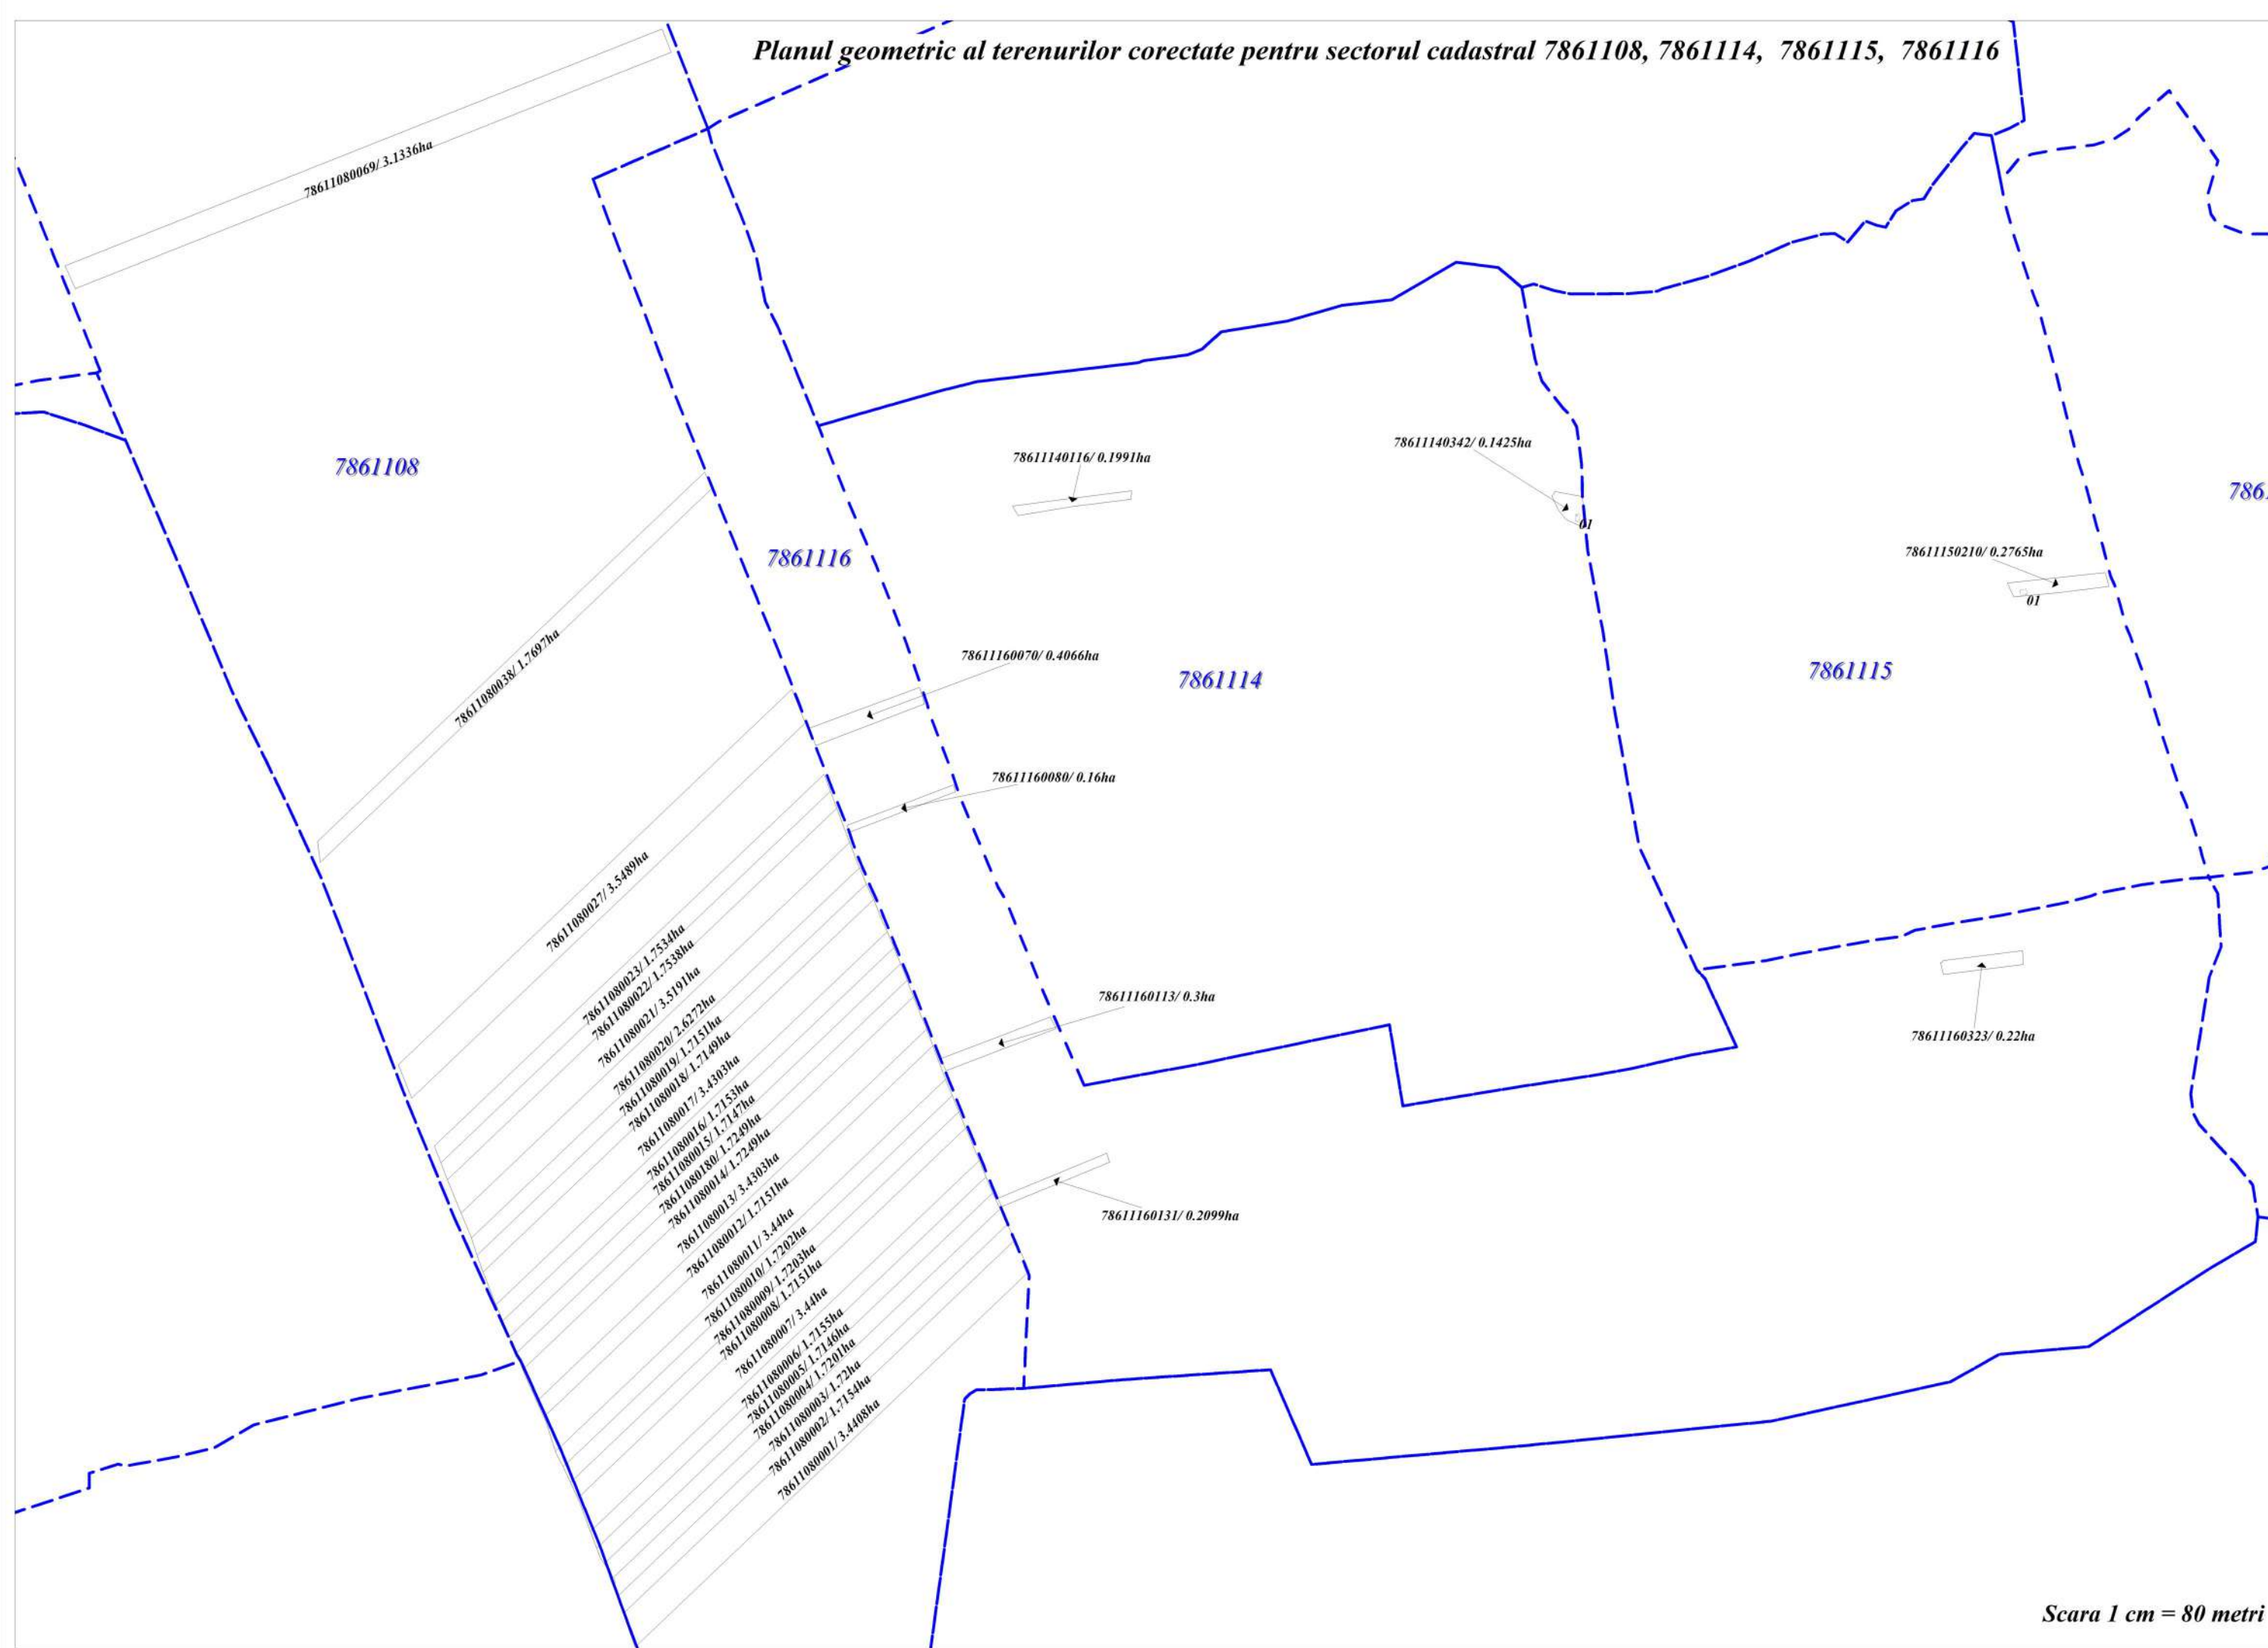 Planul geometric al terenurilor corectate pentru sectorul cadastral 7861108, 7861114, 7861115, 7861116
78611080069/ 3.1336ha
7861108
78611140116/ 0.1991ha
78611140342/ 0.1425ha
01
7861116
78611150210/ 0.2765ha
01
7861
78611080038/ 1.7697ha
78611160070/ 0.4066ha
7861114
7861115
78611160080/ 0.16ha
78611080027/ 3.5489ha
78611080023/ 1.7534ha
78611080022/ 1.7538ha
78611080021/ 3.5191ha
78611080020/ 2.6272ha
78611080019/ 1.7151ha
78611080018/ 1.7149ha
78611080017/ 3.4303ha
78611080016/ 1.7153ha
78611080015/ 1.7147ha
78611080180/ 1.7249ha
78611080014/ 1.7249ha
78611080013/ 3.4303ha
78611080012/ 1.7151ha
78611080011/ 3.44ha
78611080010/ 1.7202ha
78611080009/ 1.7203ha
78611080008/ 1.7151ha
78611080007/ 3.44ha
78611080006/ 1.7155ha
78611080005/ 1.7146ha
78611080004/ 1.7201ha
78611080003/ 1.72ha
78611080002/ 1.7154ha
78611080001/ 3.4408ha
78611160113/ 0.3ha
78611160323/ 0.22ha
78611160131/ 0.2099ha
Scara 1 cm = 80 metri